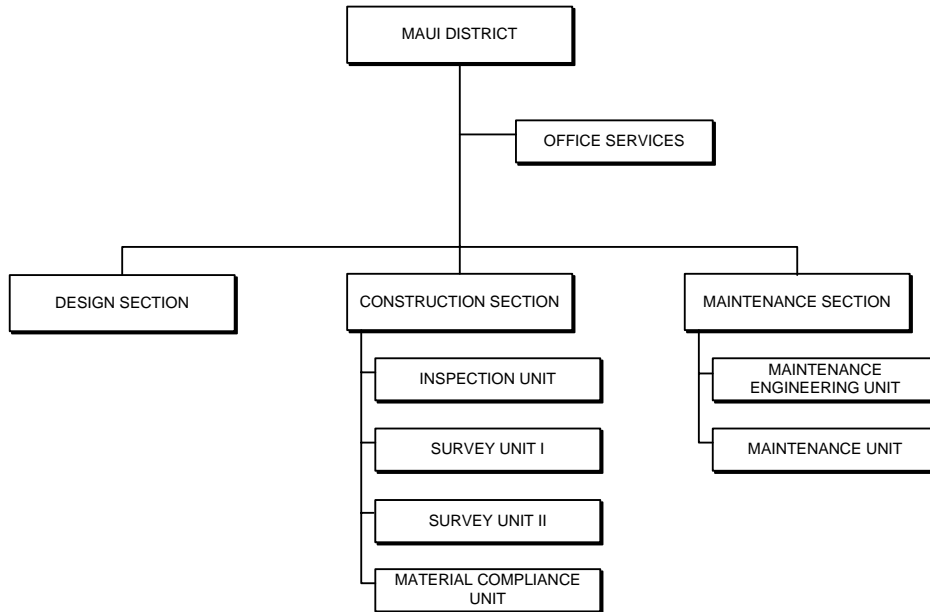 MAUI DISTRICT
OFFICE SERVICES
DESIGN SECTION
CONSTRUCTION SECTION
MAINTENANCE SECTION
INSPECTION UNIT
SURVEY UNIT I
SURVEY UNIT II
MATERIAL COMPLIANCE
UNIT
MAINTENANCE
ENGINEERING UNIT
MAINTENANCE UNIT